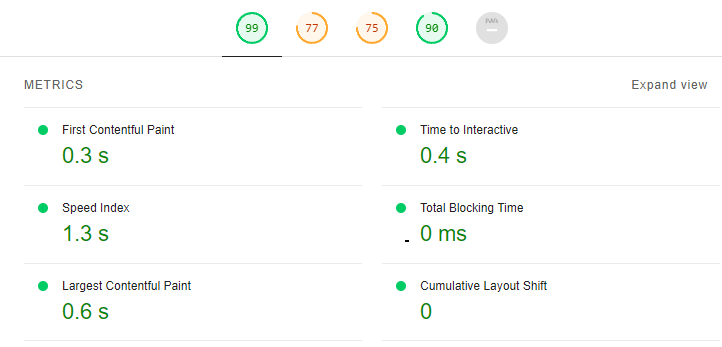 99 77 75 90
METRICS Expand view
First Contentful Paint Time to Interactive
0.3 s 0.4 s
Speed Index Total Blocking Time
1.3 s 0 ms
Largest Contentful Paint Cumulative Layout Shift
0.6 s 0